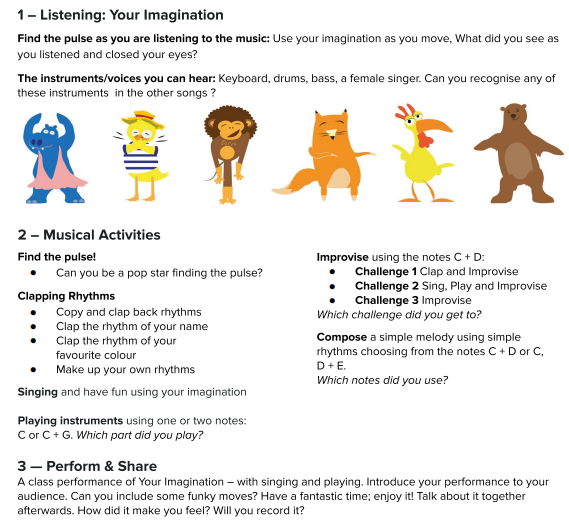 1 – Listening: Your Imagination
Find the pulse as you are listening to the music: Use your imagination as you move, What did you see as
you listened and closed your eyes?
The instruments/voices you can hear: Keyboard, drums, bass, a female singer. Can you recognise any of
these instruments in the other songs ?
2 – Musical Activities
Find the pulse!
● Can you be a pop star finding the pulse?
Clapping Rhythms
● Copy and clap back rhythms
● Clap the rhythm of your name
● Clap the rhythm of your
favourite colour
● Make up your own rhythms
Singing and have fun using your imagination
Playing instruments using one or two notes:
C or C + G. Which part did you play?
Improvise using the notes C + D:
● Challenge 1 Clap and Improvise
● Challenge 2 Sing, Play and Improvise
● Challenge 3 Improvise
Which challenge did you get to?
Compose a simple melody using simple
rhythms choosing from the notes C + D or C,
D + E.
Which notes did you use?
3 — Perform & Share
A class performance of Your Imagination – with singing and playing. Introduce your performance to your
audience. Can you include some funky moves? Have a fantastic time; enjoy it! Talk about it together
afterwards. How did it make you feel? Will you record it?